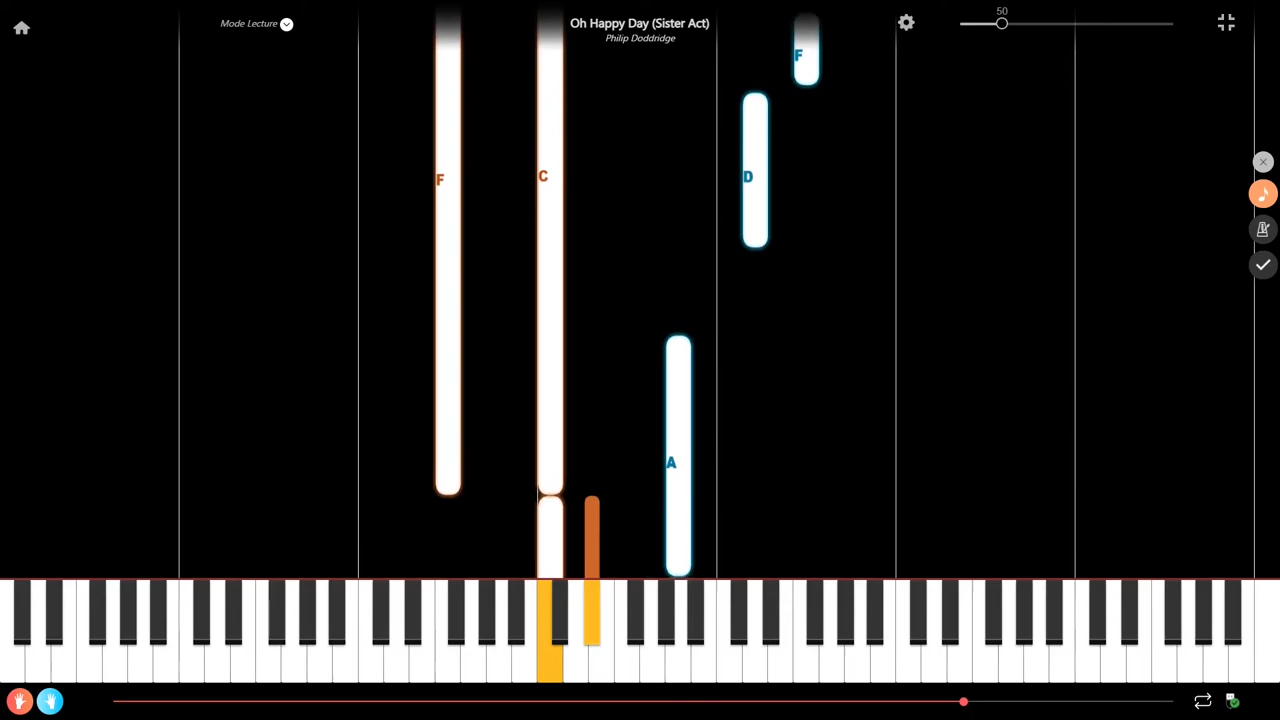 Mode Lecture
Oh Happy Day (Sister Act)
Philip Doddridge
50
F
F
C
D
A